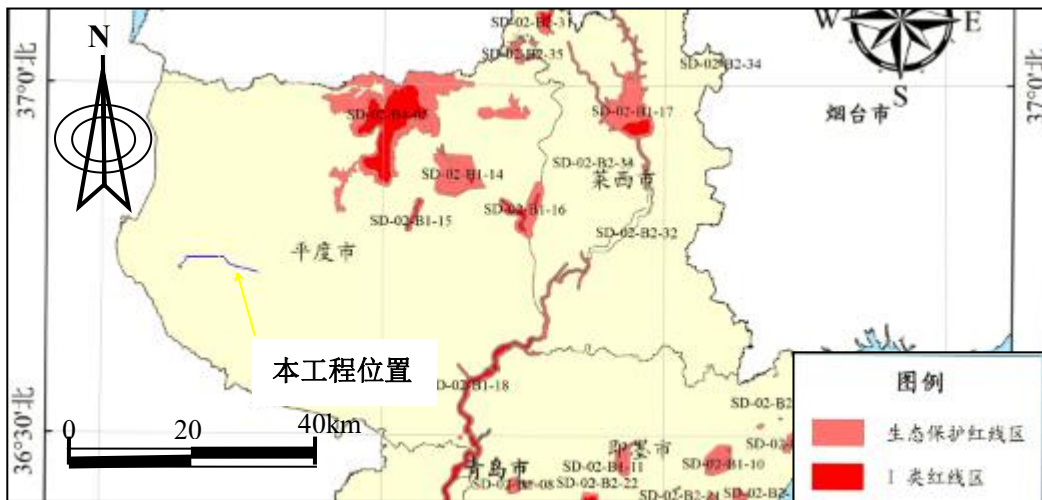 N
W
E
S
37°0'北
37°0'北
36°30'北
SD-02-B2-31
SD-02-B2-35
SD-02-B2-34
SD-02-B1-17
烟台市
SD-02-B1-14
莱西市
SD-02-B1-15
SD-02-B1-16
SD-02-B2-32
平度市
本工程位置
SD-02-B1-18
0
20
40km
即墨市
青岛市
SD-02-B1-11
SD-02-B1-10
SD-02-B2-22
图例
生态保护红线区
I 类红线区